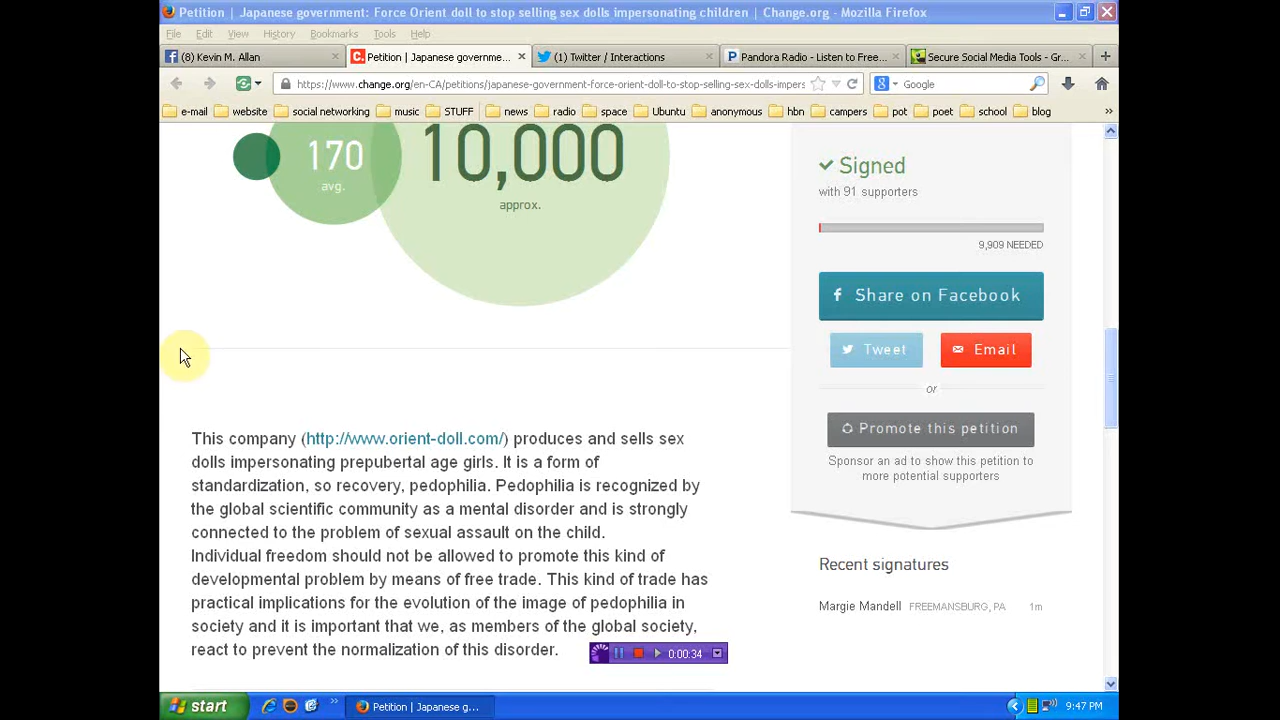 Petition | Japanese government: Force Orient doll to stop selling sex dolls impersonating children | Change.org - Mozilla Firefox
File Edit View History Bookmarks Tools Help
(8) Kevin M. Allan
Petition | Japanese governme...
(1) Twitter / Interactions
Pandora Radio - Listen to Free...
Secure Social Media Tools - Gr...
https://www.change.org/en-CA/petitions/japanese-government-force-orient-doll-to-stop-selling-sex-dolls-impers
Google
e-mail website social networking music STUFF news radio space Ubuntu anonymous hbn campers pot poet school blog
170
avg.
10,000
approx.
Signed
with 91 supporters
9,909 NEEDED
Share on Facebook
Tweet
Email
or
Promote this petition
Sponsor an ad to show this petition to
more potential supporters
This company (http://www.orient-doll.com/) produces and sells sex
dolls impersonating prepubertal age girls. It is a form of
standardization, so recovery, pedophilia. Pedophilia is recognized by
the global scientific community as a mental disorder and is strongly
connected to the problem of sexual assault on the child.
Individual freedom should not be allowed to promote this kind of
developmental problem by means of free trade. This kind of trade has
practical implications for the evolution of the image of pedophilia in
society and it is important that we, as members of the global society,
react to prevent the normalization of this disorder.
Recent signatures
Margie Mandell FREEMANSBURG, PA 1m
0:00:34
start
Petition | Japanese g...
9:47 PM